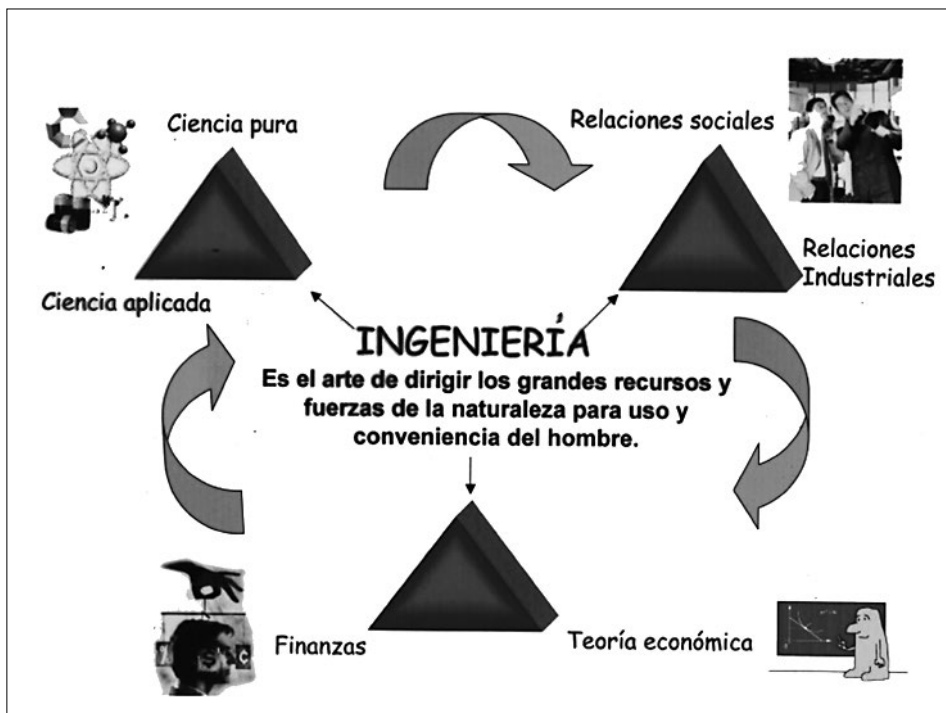 Ciencia pura
Relaciones sociales
Relaciones
Industriales
Ciencia aplicada
INGENIERÍA
Es el arte de dirigir los grandes recursos y
fuerzas de la naturaleza para uso y
conveniencia del hombre.
Finanzas
Teoría económica